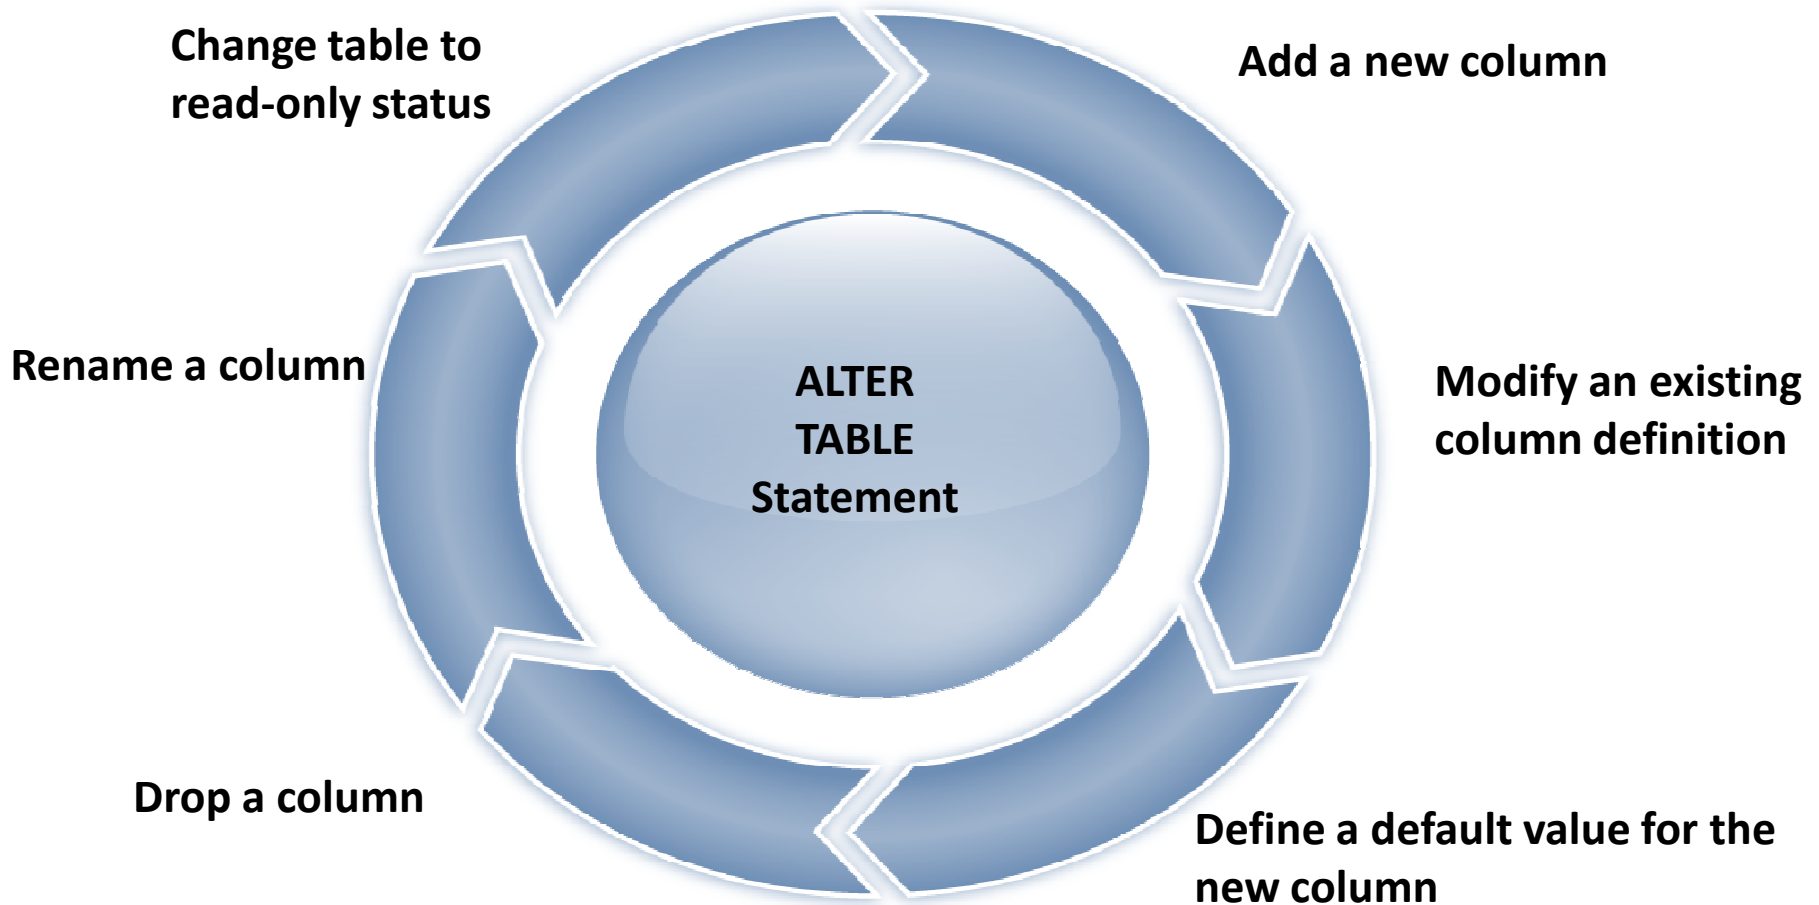 Change table to
read-only status
Add a new column
Rename a column
ALTER
TABLE
Statement
Modify an existing
column definition
Drop a column
Define a default value for the
new column